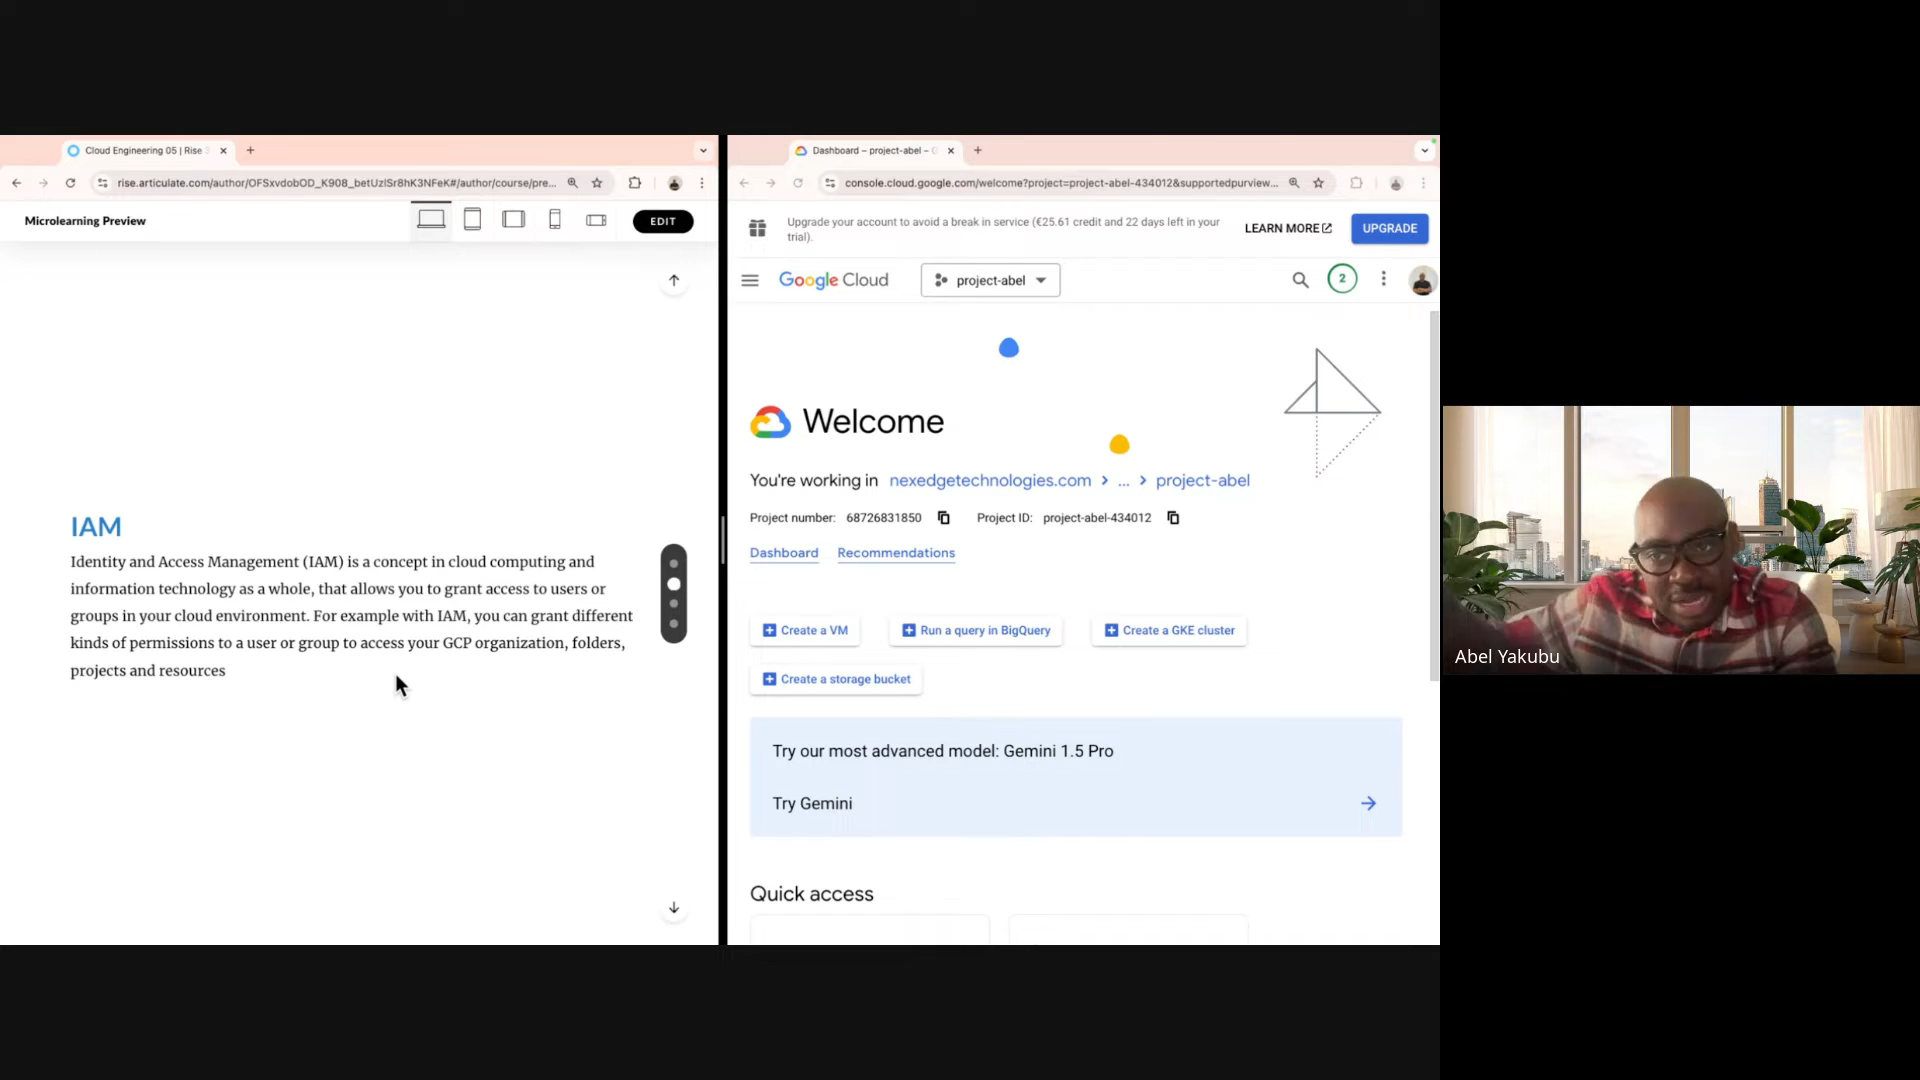 Cloud Engineering 05 | Rise
rise.articulate.com/author/OFSxvdobOD_K908_betUzlSr8hK3NFeK#/author/course/pre...
Microlearning Preview
EDIT
IAM
Identity and Access Management (IAM) is a concept in cloud computing and
information technology as a whole, that allows you to grant access to users or
groups in your cloud environment. For example with IAM, you can grant different
kinds of permissions to a user or group to access your GCP organization, folders,
projects and resources
Dashboard – project-abel –
console.cloud.google.com/welcome?project=project-abel-434012&supportedpurview...
Upgrade your account to avoid a break in service (€25.61 credit and 22 days left in your
trial).
LEARN MORE
UPGRADE
Google Cloud
project-abel
2
Welcome
You're working in nexedgetechnologies.com > ... > project-abel
Project number: 68726831850 Project ID: project-abel-434012
Dashboard Recommendations
Create a VM
Run a query in BigQuery
Create a GKE cluster
Create a storage bucket
Try our most advanced model: Gemini 1.5 Pro
Try Gemini
Quick access
Abel Yakubu